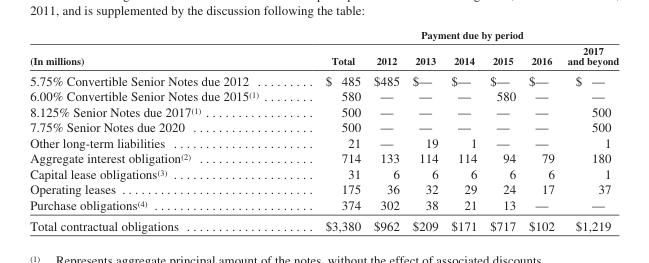 2011, and is supplemented by the discussion following the table:
Payment due by period
(In millions) Total 2012 2013 2014 2015 2016 2017 and beyond
5.75% Convertible Senior Notes due 2012 ......... $ 485 $485 $— $— $— $— $ —
6.00% Convertible Senior Notes due 2015(1) ......... 580 — — — 580 — —
8.125% Senior Notes due 2017(1) ................. 500 — — — — — 500
7.75% Senior Notes due 2020 .................. 500 — — — — — 500
Other long-term liabilities ..................... 21 — 19 1 — — 1
Aggregate interest obligation(2) ................. 714 133 114 114 94 79 180
Capital lease obligations(3) .................... 31 6 6 6 6 6 1
Operating leases ............................ 175 36 32 29 24 17 37
Purchase obligations(4) ........................ 374 302 38 21 13 — —
Total contractual obligations ................... $3,380 $962 $209 $171 $717 $102 $1,219
(1) Represents aggregate principal amount of the notes, without the effect of associated discounts